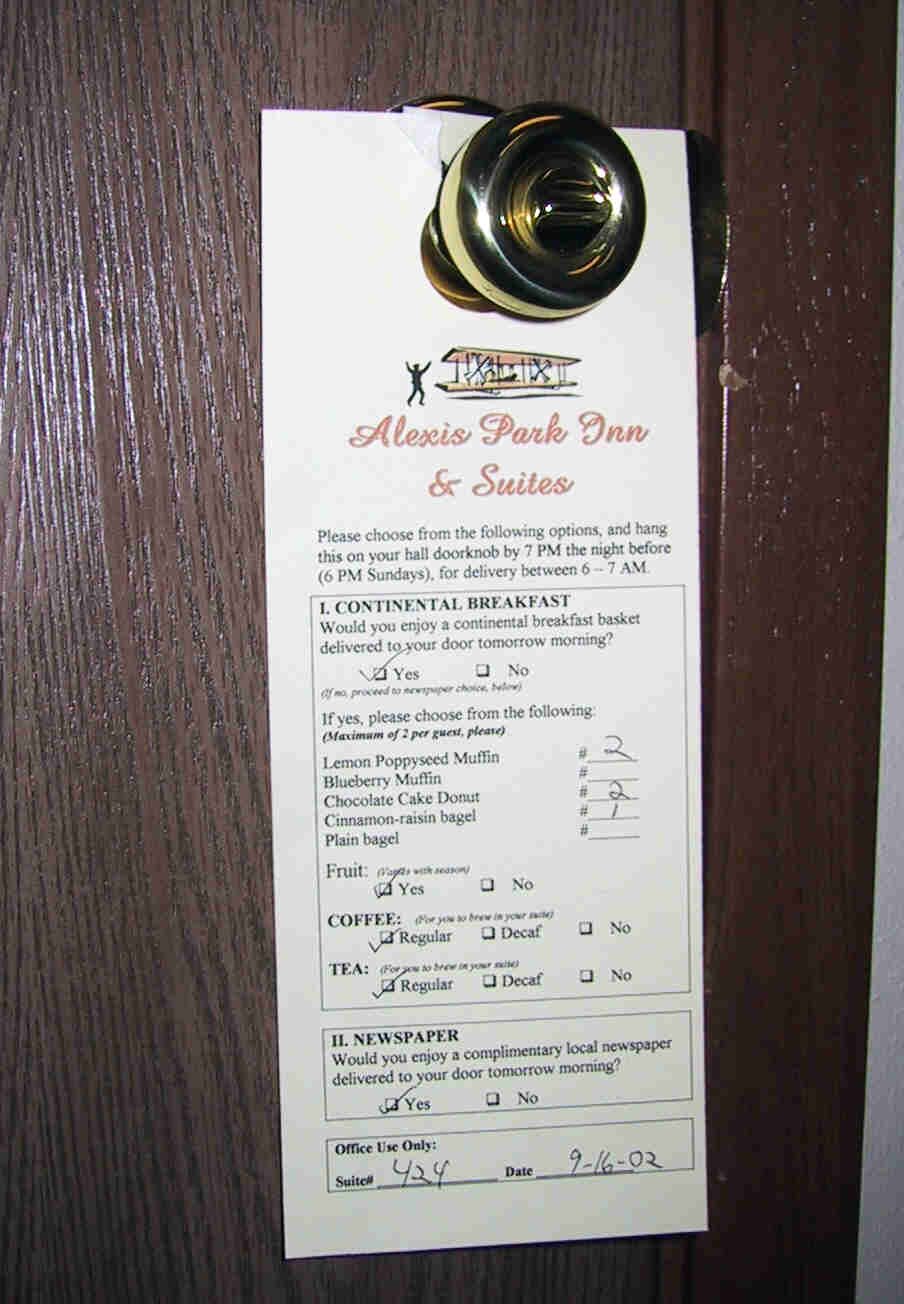 Alexis Park Inn
& Suites
Please choose from the following options, and hang
this on your hall doorknob by 7 PM the night before
(6 PM Sundays), for delivery between 6 – 7 AM.
I. CONTINENTAL BREAKFAST
Would you enjoy a continental breakfast basket
delivered to your door tomorrow morning?
☑ Yes ❑ No
(If no, proceed to newspaper choice, below)
If yes, please choose from the following:
(Maximum of 2 per guest, please)
Lemon Poppyseed Muffin # 2
Blueberry Muffin #
Chocolate Cake Donut # 2
Cinnamon-raisin bagel # 1
Plain bagel #
Fruit: (Varies with season)
☑ Yes ❑ No
COFFEE: (For you to brew in your suite)
☑ Regular ❑ Decaf ❑ No
TEA: (For you to brew in your suite)
☑ Regular ❑ Decaf ❑ No
II. NEWSPAPER
Would you enjoy a complimentary local newspaper
delivered to your door tomorrow morning?
☑ Yes ❑ No
Office Use Only:
Suite# 424 Date 9-16-02